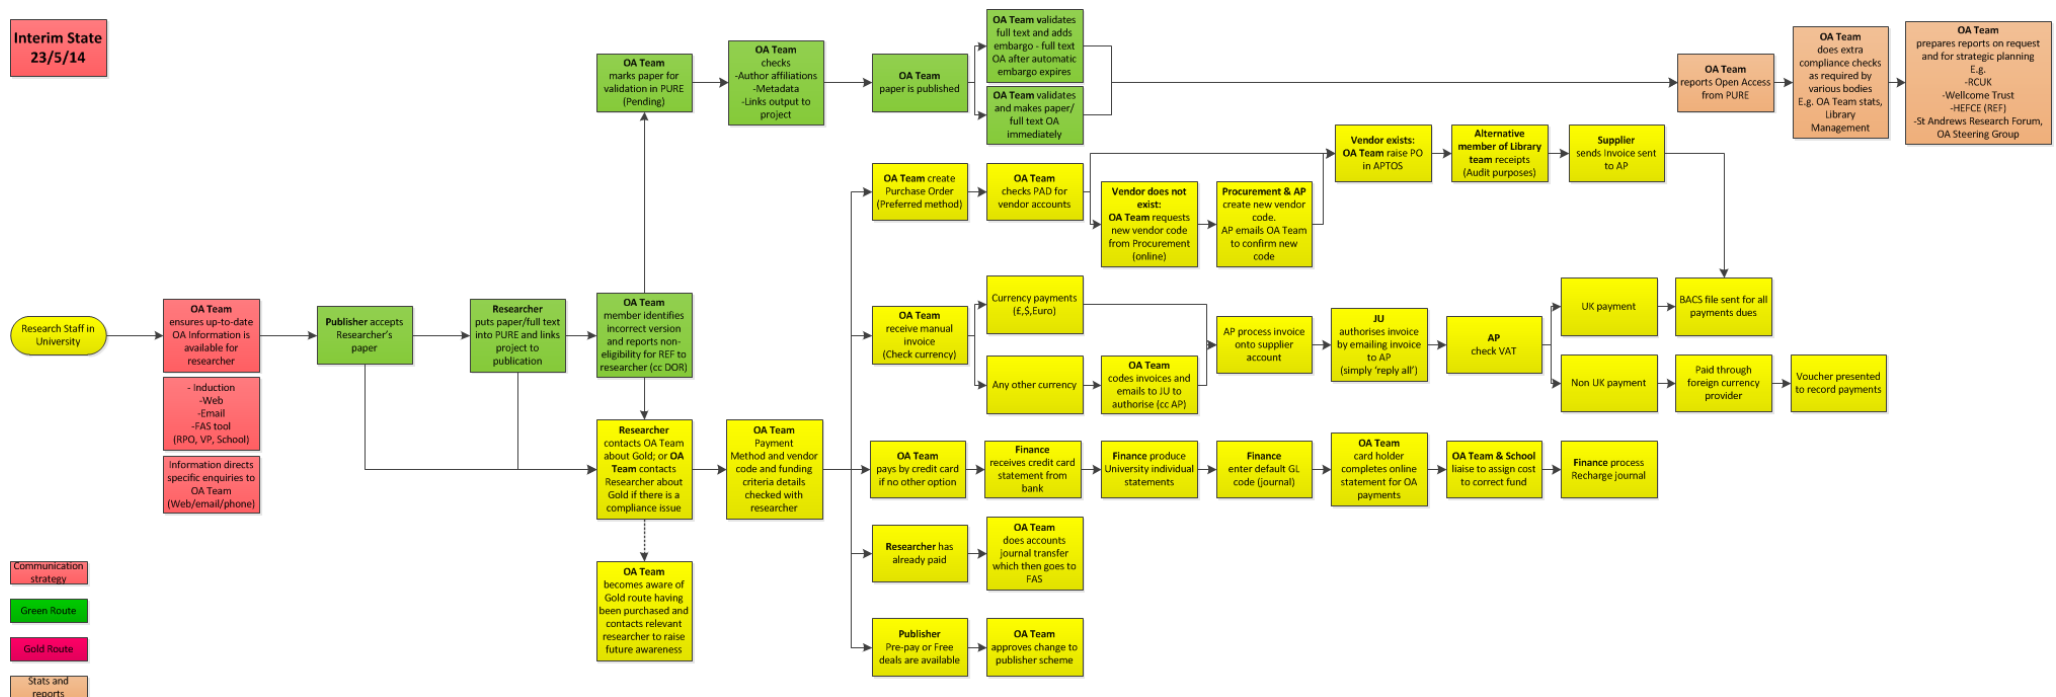 Interim State
23/5/14
OA Team
marks paper for
validation in PURE
(Pending)
OA Team
checks
-Author affiliations
-Metadata
-Links output to
project
OA Team
paper is published
OA Team validates
full text and adds
embargo - full text
OA after automatic
embargo expires
OA Team validates
and makes paper/
full text OA
immediately
OA Team
reports Open Access
from PURE
OA Team
does extra
compliance checks
as required by
various bodies
E.g. OA Team stats,
Library
Management
OA Team
prepares reports on request
and for strategic planning
E.g.
-RCUK
-Wellcome Trust
-HEFCE (REF)
-St Andrews Research Forum,
OA Steering Group
OA Team create
Purchase Order
(Preferred method)
OA Team
checks PAD for
vendor accounts
Vendor does not
exist:
OA Team requests
new vendor code
from Procurement
(online)
Procurement & AP
create new vendor
code.
AP emails OA Team
to confirm new
code
Vendor exists:
OA Team raise PO
in APTOS
Alternative
member of Library
team receipts
(Audit purposes)
Supplier
sends Invoice sent
to AP
Research Staff in
University
OA Team
ensures up-to-date
OA Information is
available for
researcher
- Induction
-Web
-Email
-FAS tool
(RPO, VP, School)
Information directs
specific enquiries to
OA Team
(Web/email/phone)
Publisher accepts
Researcher's
paper
Researcher
puts paper/full text
into PURE and links
project to
publication
OA Team
member identifies
incorrect version
and reports non-
eligibility for REF to
researcher (cc DOR)
Researcher
contacts OA Team
about Gold; or OA
Team contacts
Researcher about
Gold if there is a
compliance issue
OA Team
becomes aware of
Gold route having
been purchased and
contacts relevant
researcher to raise
future awareness
OA Team
Payment
Method and vendor
code and funding
criteria details
checked with
researcher
OA Team
receive manual
invoice
(Check currency)
Currency payments
(£,$,Euro)
Any other currency
OA Team
codes invoices and
emails to JU to
authorise (cc AP)
AP process invoice
onto supplier
account
JU
authorises invoice
by emailing invoice
to AP
(simply 'reply all')
AP
check VAT
UK payment
BACS file sent for all
payments dues
Non UK payment
Paid through
foreign currency
provider
Voucher presented
to record payments
OA Team
pays by credit card
if no other option
Finance
receives credit card
statement from
bank
Finance produce
University individual
statements
Finance
enter default GL
code (journal)
OA Team
card holder
completes online
statement for OA
payments
OA Team & School
liaise to assign cost
to correct fund
Finance process
Recharge journal
Researcher has
already paid
OA Team
does accounts
journal transfer
which then goes to
FAS
Publisher
Pre-pay or Free
deals are available
OA Team
approves change to
publisher scheme
Communication
strategy
Green Route
Gold Route
Stats and
reports